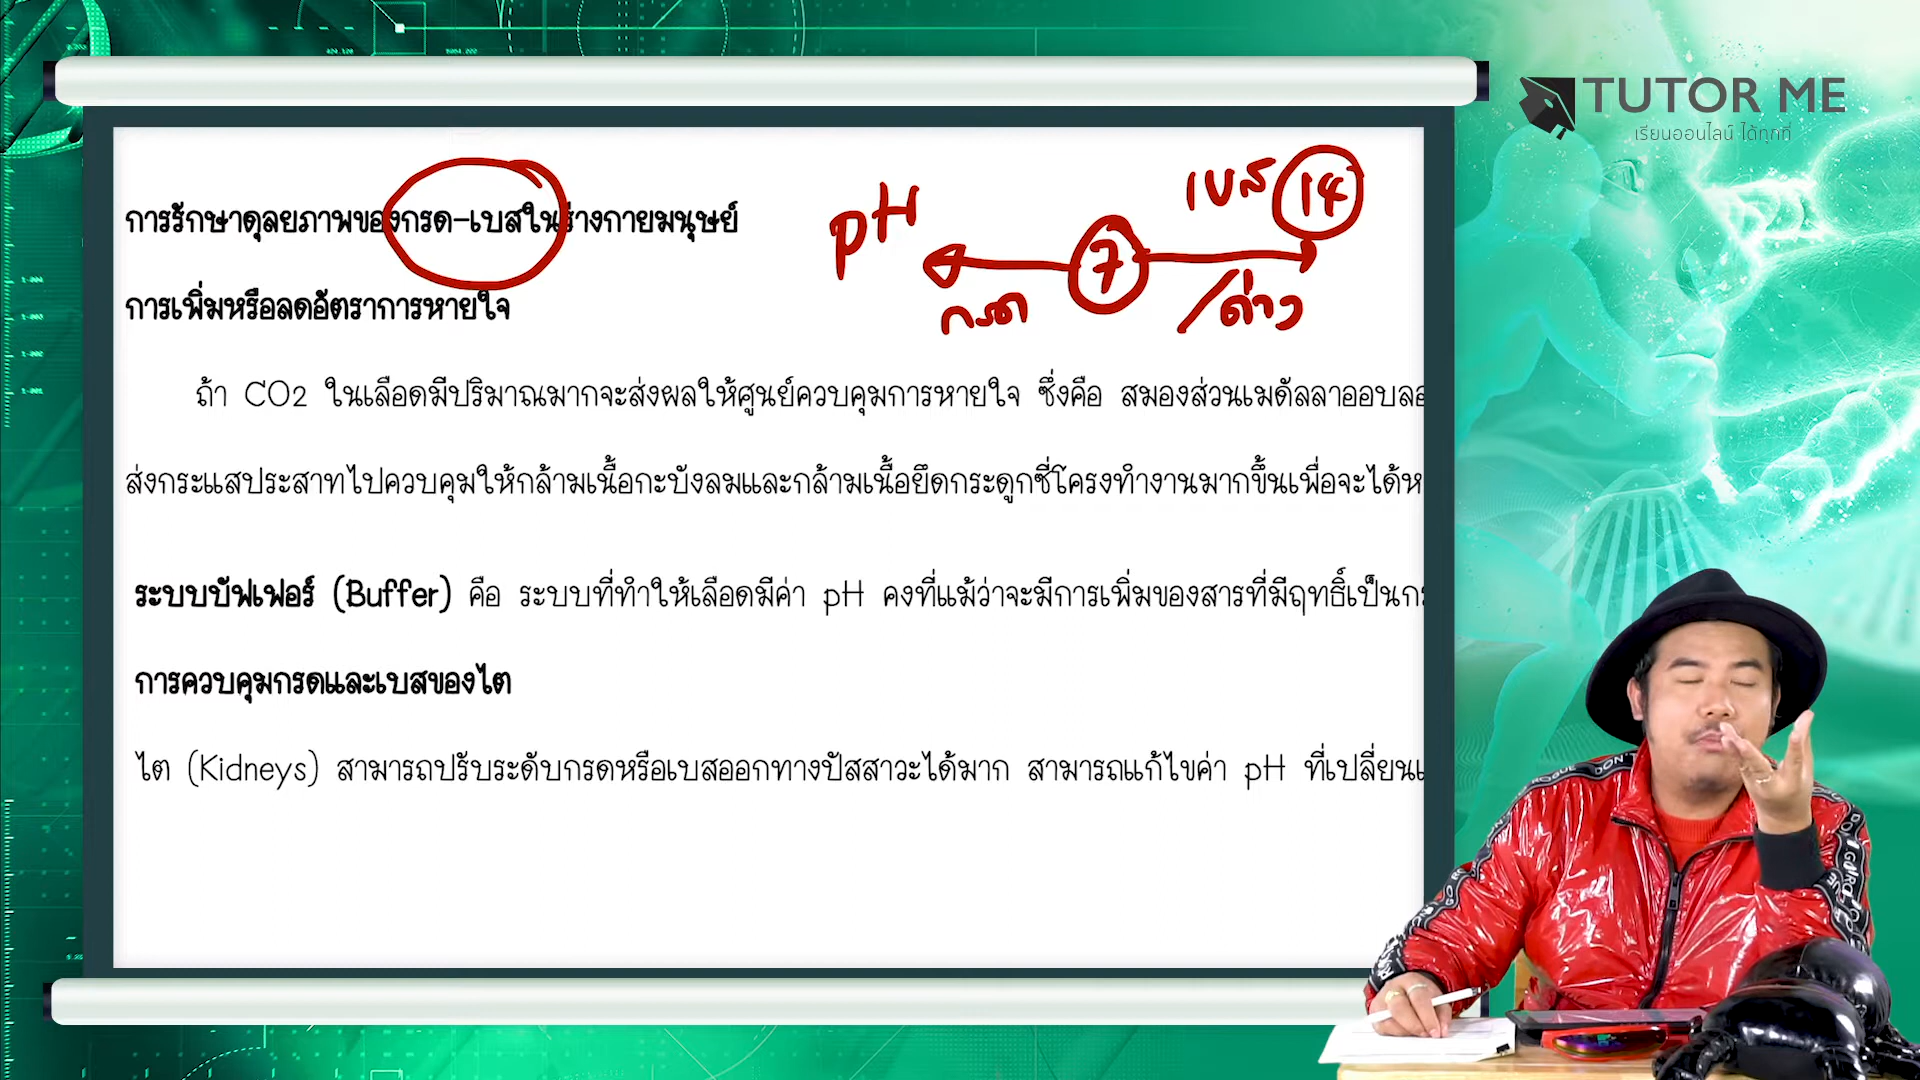 TUTOR ME
เรียนออนไลน์ ได้ทุกที่
การรักษาดุลยภาพของกรด-เบสในร่างกายมนุษย์
pH
เบส 14
7
กรด
/ด่าง
การเพิ่มหรือลดอัตราการหายใจ
ถ้า CO2 ในเลือดมีปริมาณมากจะส่งผลให้ศูนย์ควบคุมการหายใจ ซึ่งคือ สมองส่วนเมดัลลาออบลอ
ส่งกระแสประสาทไปควบคุมให้กล้ามเนื้อกะบังลมและกล้ามเนื้อยึดกระดูกซี่โครงทำงานมากขึ้นเพื่อจะได้ห
ระบบบัฟเฟอร์ (Buffer) คือ ระบบที่ทำให้เลือดมีค่า pH คงที่แม้ว่าจะมีการเพิ่มของสารที่มีฤทธิ์เป็นก
การควบคุมกรดและเบสของไต
ไต (Kidneys) สามารถปรับระดับกรดหรือเบสออกทางปัสสาวะได้มาก สามารถแก้ไขค่า pH ที่เปลี่ยน